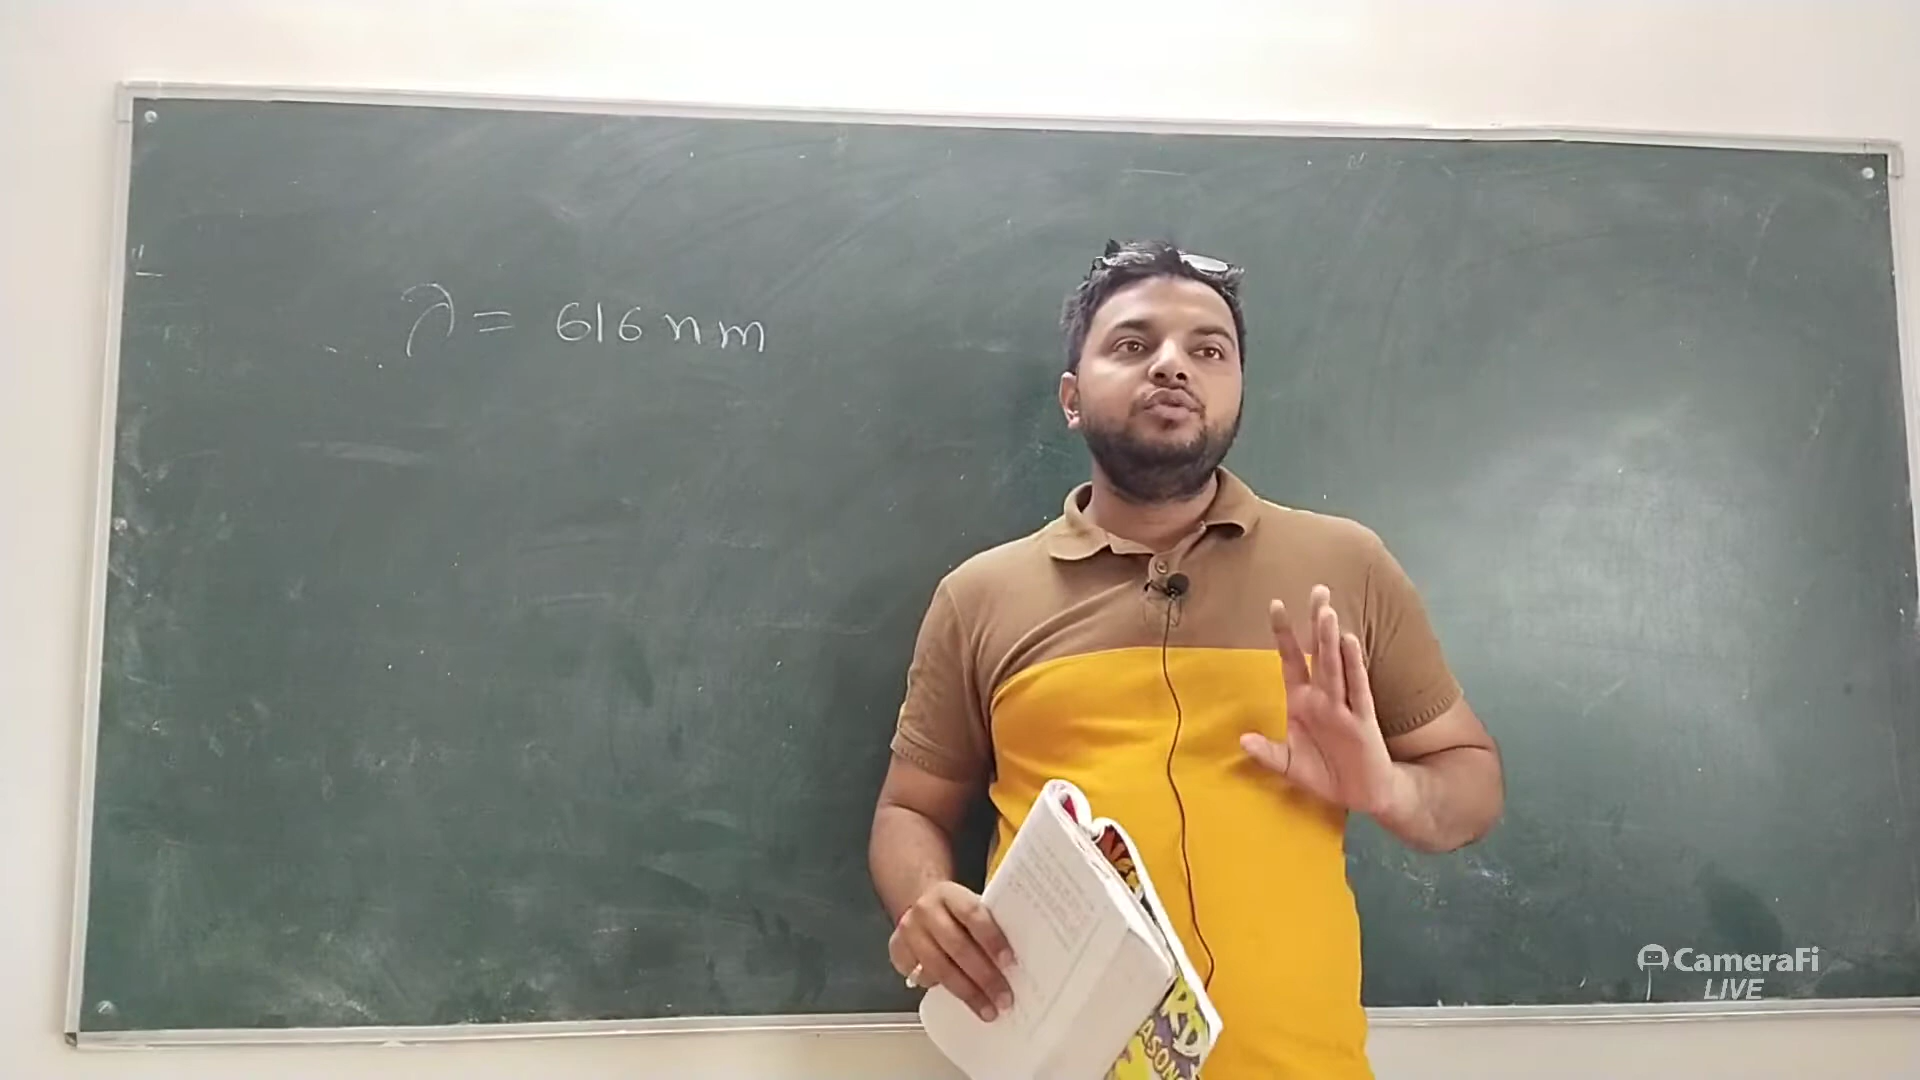 λ = 616 nm
CameraFi
LIVE